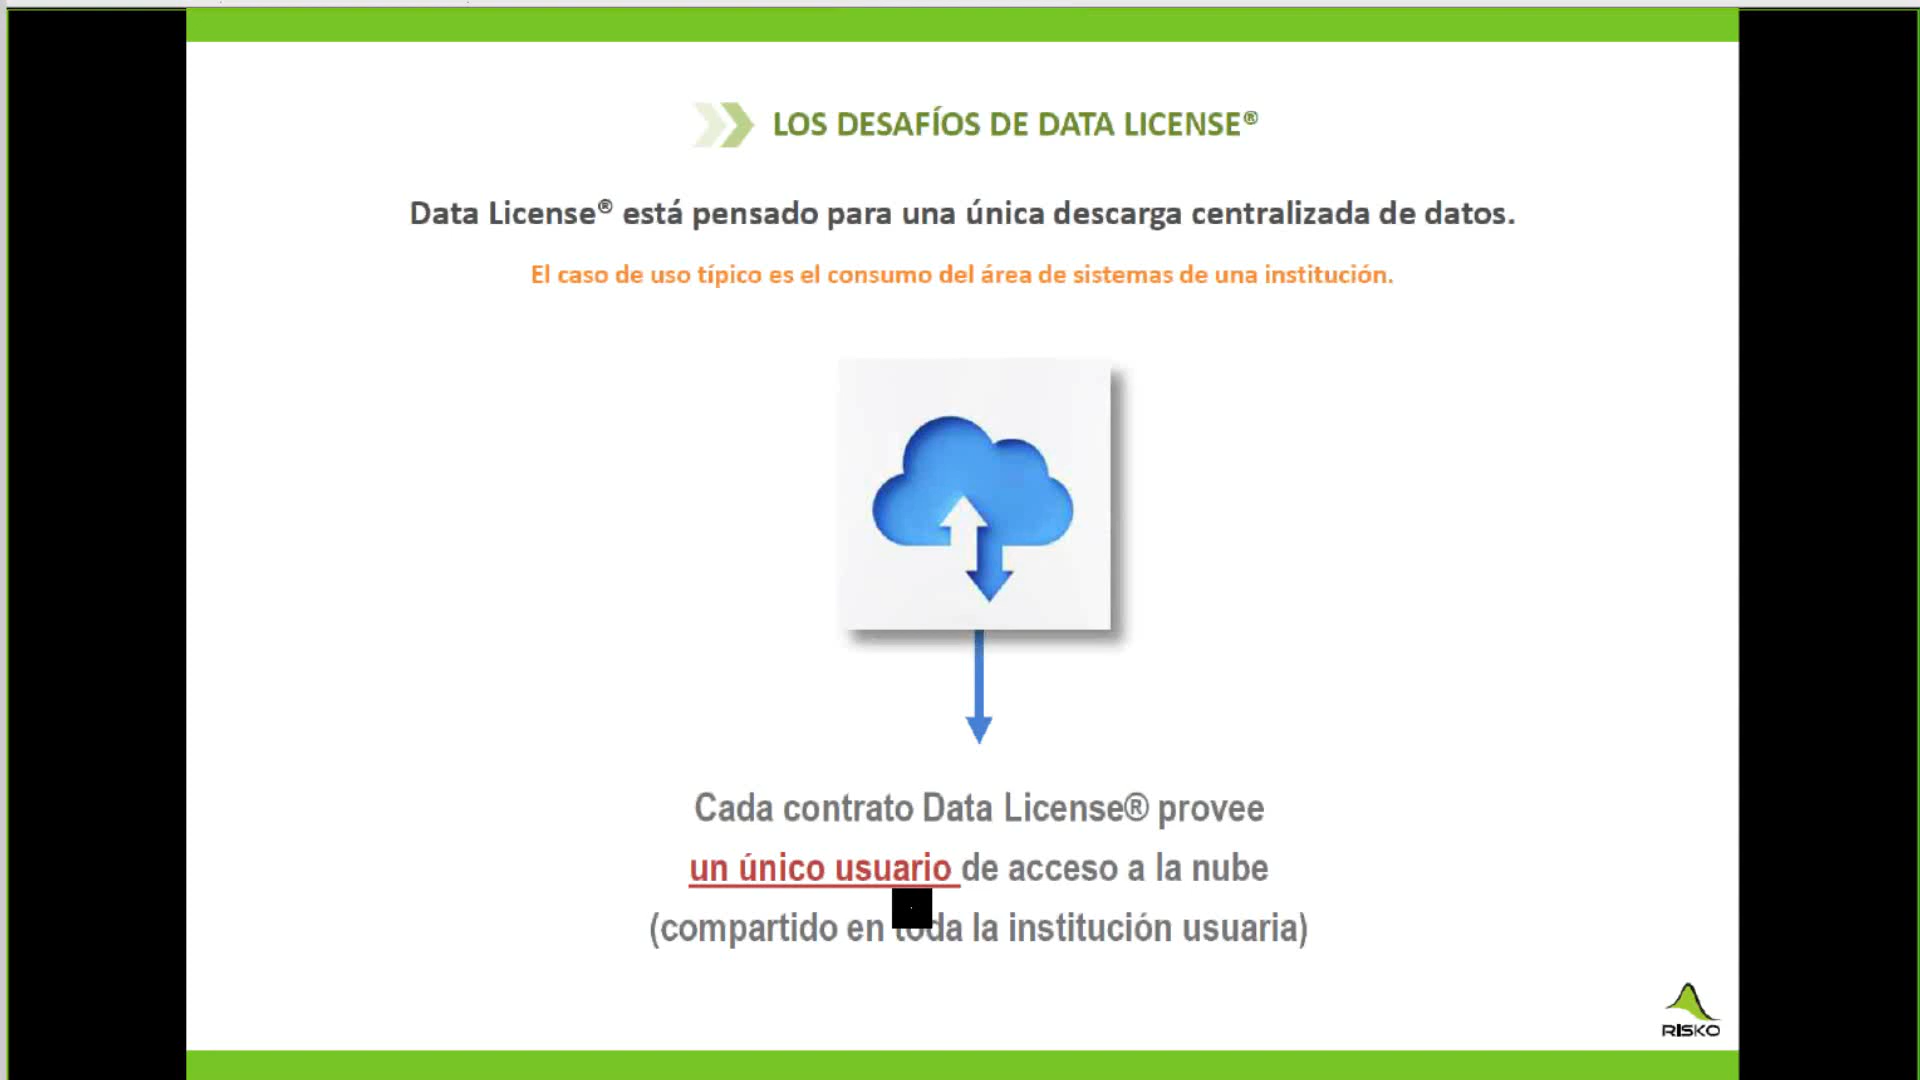 LOS DESAFÍOS DE DATA LICENSE®
Data License® está pensado para una única descarga centralizada de datos.
El caso de uso típico es el consumo del área de sistemas de una institución.
Cada contrato Data License® provee
un único usuario de acceso a la nube
(compartido en toda la institución usuaria)
RISKO